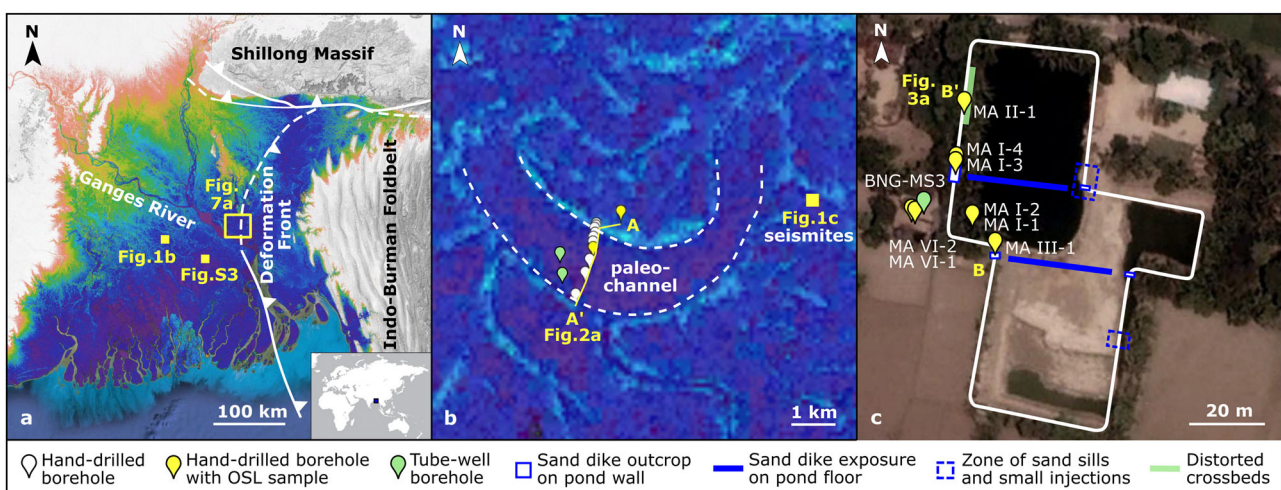 N
Shillong Massif
Ganges River
Fig.
7a
Deformation
Front
Indo-Burman Foldbelt
Fig.1b
Fig.S3
100 km
a
N
A
Fig.1c
seismites
paleo-
channel
A'
Fig.2a
1 km
b
N
Fig.
3a
B'
MA II-1
MA I-4
MA I-3
BNG-MS3
MA I-2
MA I-1
MA VI-2
MA VI-1
MA III-1
B
20 m
c
Hand-drilled
borehole
Hand-drilled borehole
with OSL sample
Tube-well
borehole
Sand dike outcrop
on pond wall
Sand dike exposure
on pond floor
Zone of sand sills
and small injections
Distorted
crossbeds